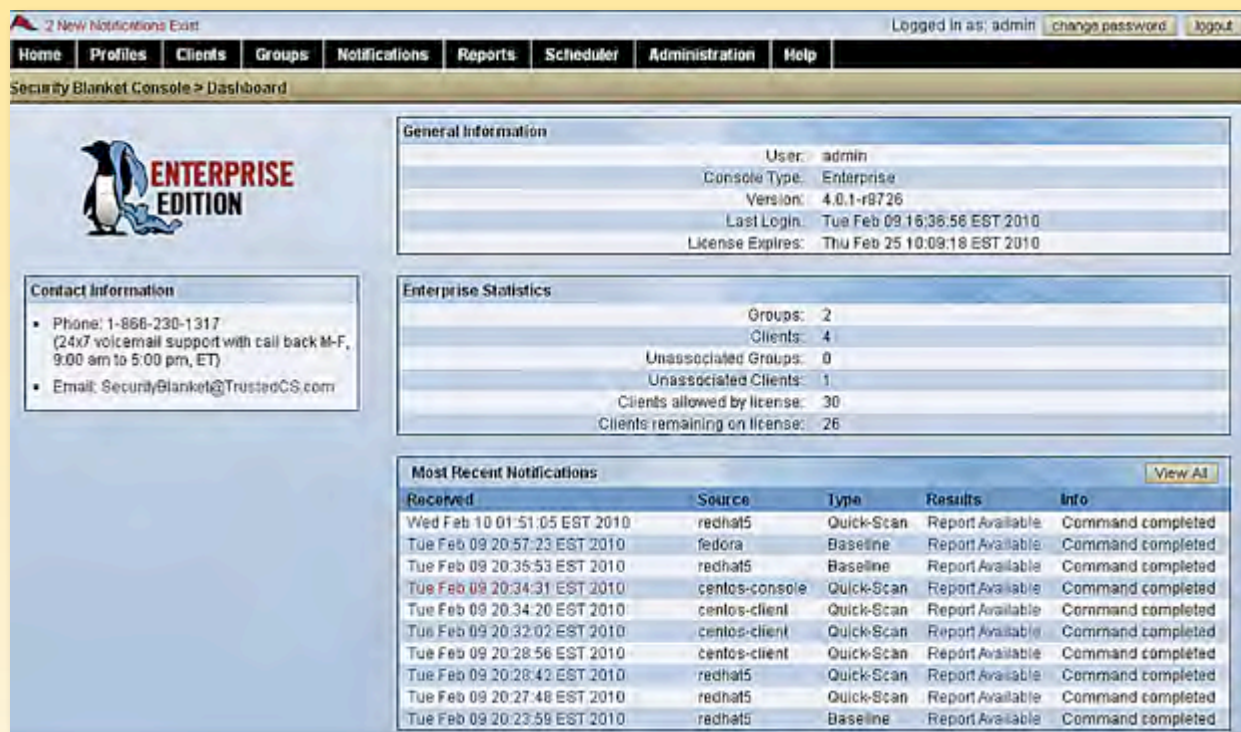 2 New Notifications Exist
Logged in as: admin change password logout
Home Profiles Clients Groups Notifications Reports Scheduler Administration Help
Security Blanket Console > Dashboard
ENTERPRISE
EDITION
Contact Information
Phone: 1-866-230-1317
(24x7 voicemail support with call back M-F,
9:00 am to 5:00 pm, ET)
Email: SecurityBlanket@TrustedCS.com
General Information
User: admin
Console Type: Enterprise
Version: 4.0.1-r8726
Last Login: Tue Feb 09 16:36:56 EST 2010
License Expires: Thu Feb 25 10:09:18 EST 2010
Enterprise Statistics
Groups: 2
Clients: 4
Unassociated Groups: 0
Unassociated Clients: 1
Clients allowed by license: 30
Clients remaining on license: 26
Most Recent Notifications View All
Received Source Type Results Info
Wed Feb 10 01:51:05 EST 2010 redhat5 Quick-Scan Report Available Command completed
Tue Feb 09 20:57:23 EST 2010 fedora Baseline Report Available Command completed
Tue Feb 09 20:35:53 EST 2010 redhat5 Baseline Report Available Command completed
Tue Feb 09 20:34:31 EST 2010 centos-console Quick-Scan Report Available Command completed
Tue Feb 09 20:34:20 EST 2010 centos-client Quick-Scan Report Available Command completed
Tue Feb 09 20:32:02 EST 2010 centos-client Quick-Scan Report Available Command completed
Tue Feb 09 20:28:56 EST 2010 centos-client Quick-Scan Report Available Command completed
Tue Feb 09 20:28:42 EST 2010 redhat5 Quick-Scan Report Available Command completed
Tue Feb 09 20:27:48 EST 2010 redhat5 Quick-Scan Report Available Command completed
Tue Feb 09 20:23:59 EST 2010 redhat5 Baseline Report Available Command completed